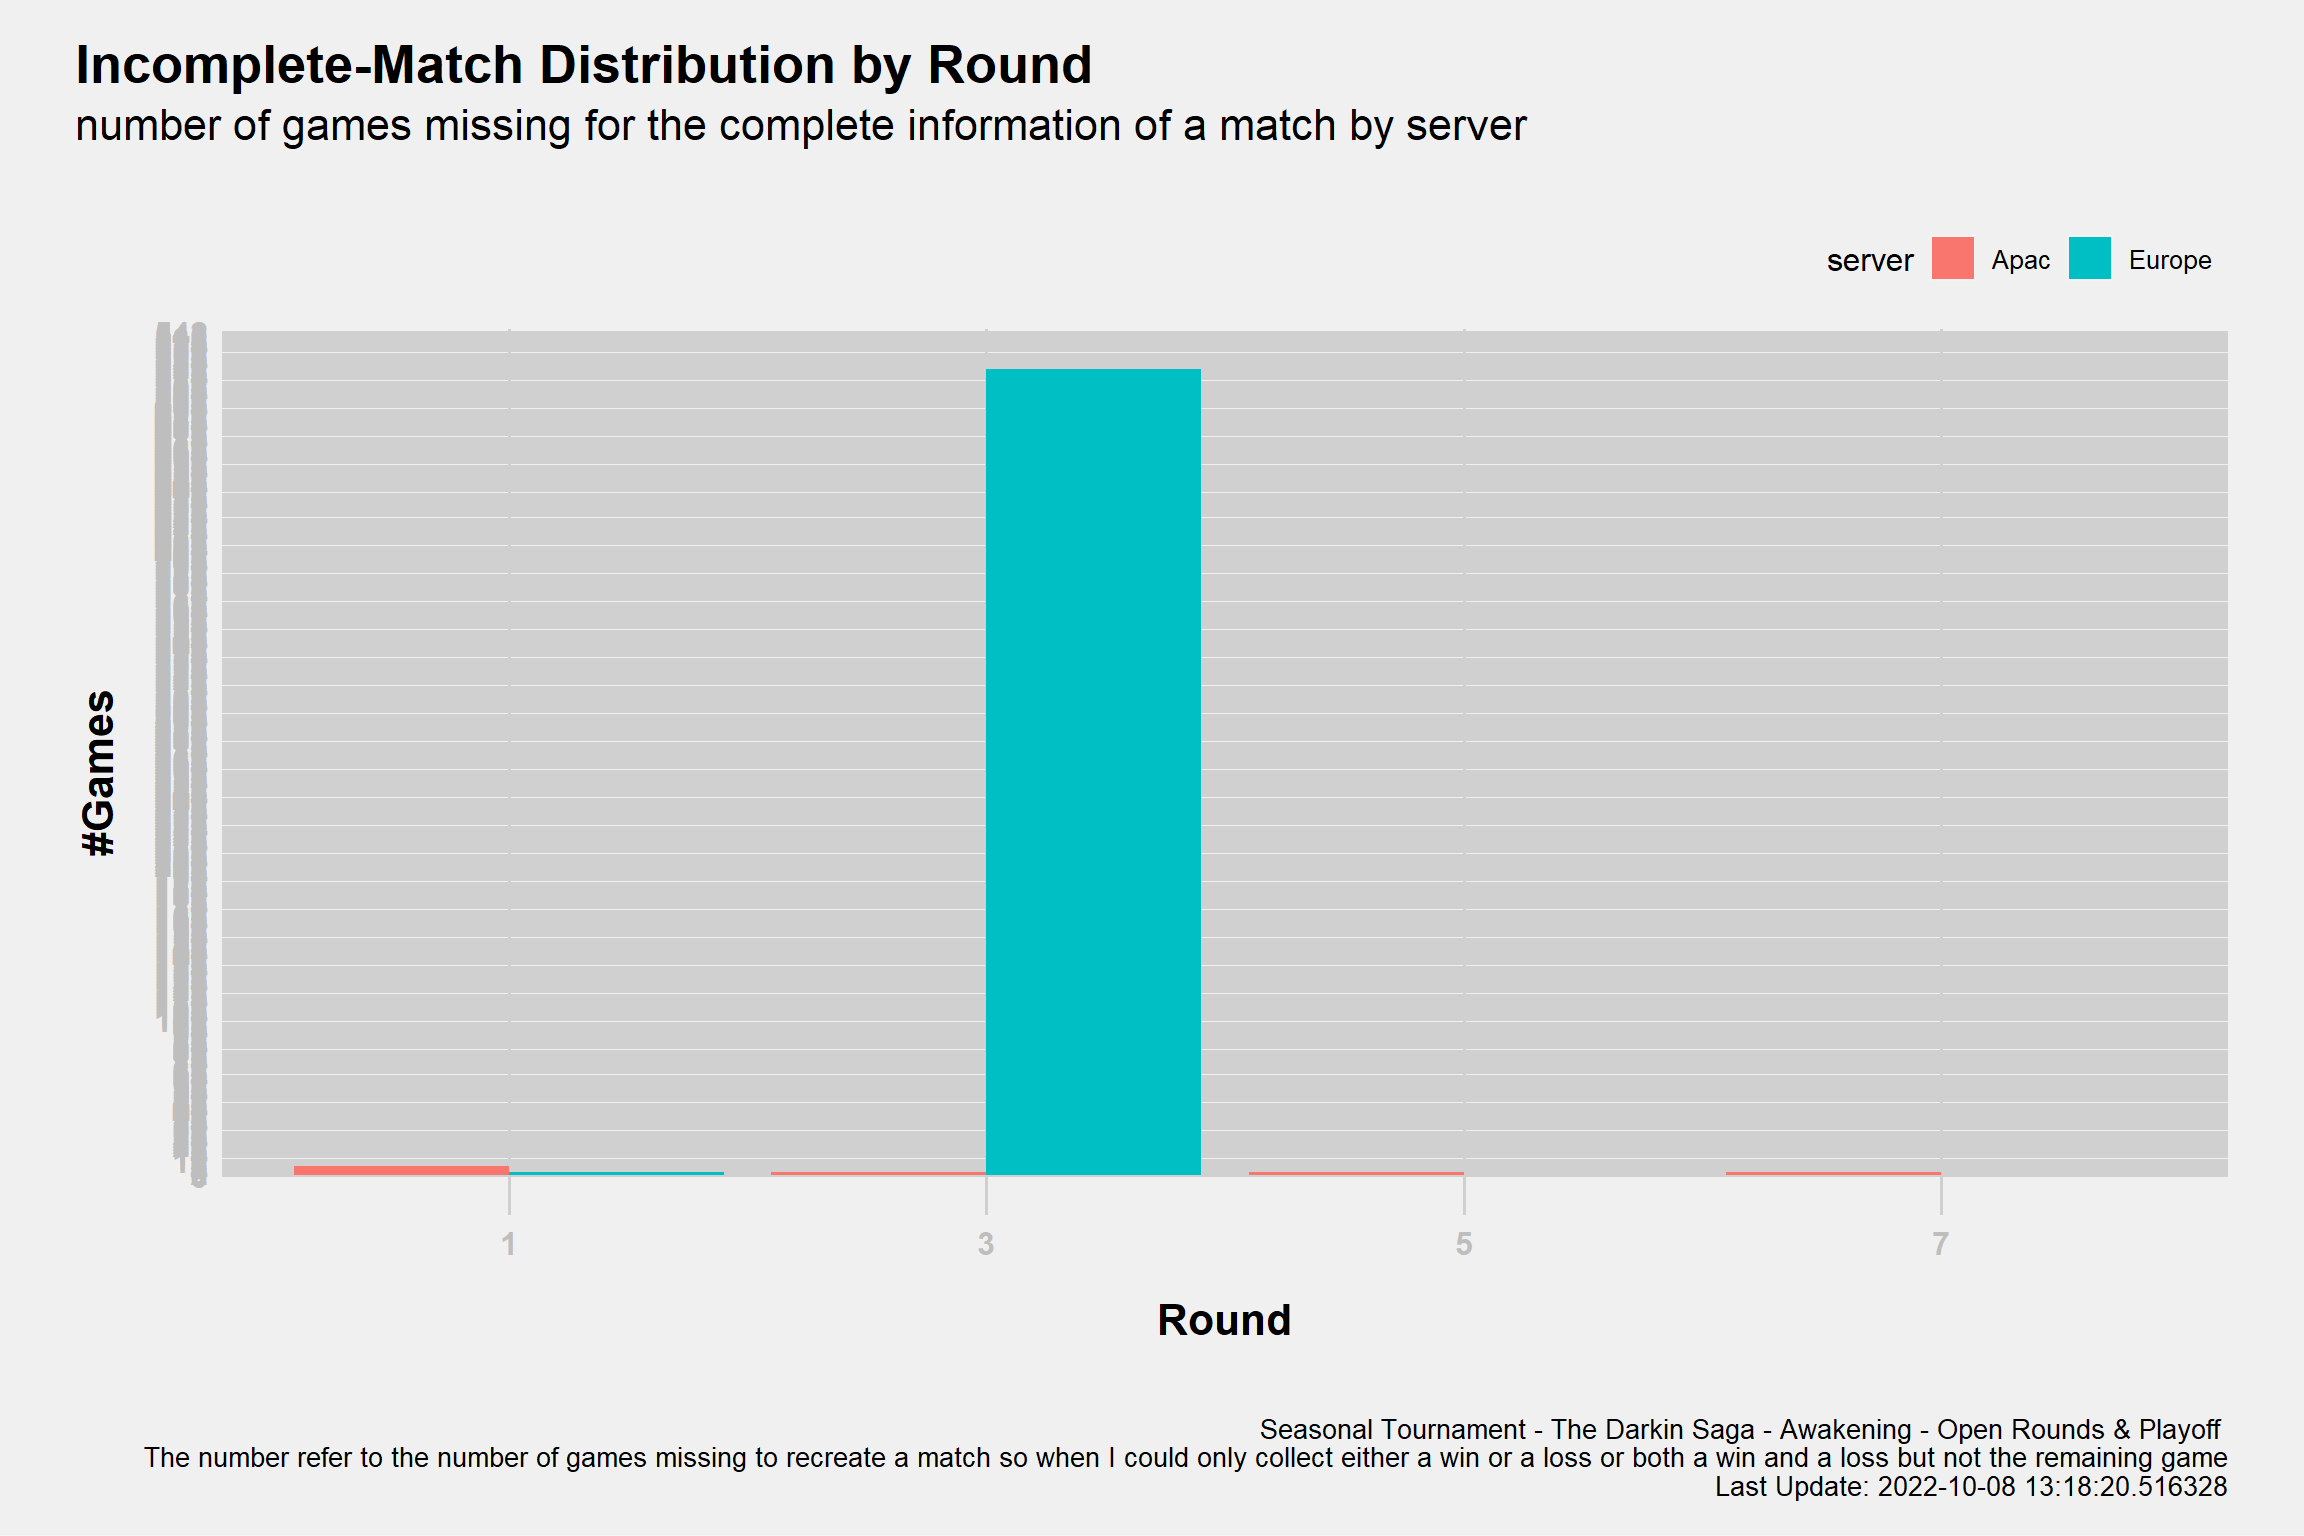 Incomplete-Match Distribution by Round
number of games missing for the complete information of a match by server
server Apac Europe
#Games
1 3 5 7
Round
Seasonal Tournament - The Darkin Saga - Awakening - Open Rounds & Playoff
The number refer to the number of games missing to recreate a match so when I could only collect either a win or a loss or both a win and a loss but not the remaining game
Last Update: 2022-10-08 13:18:20.516328